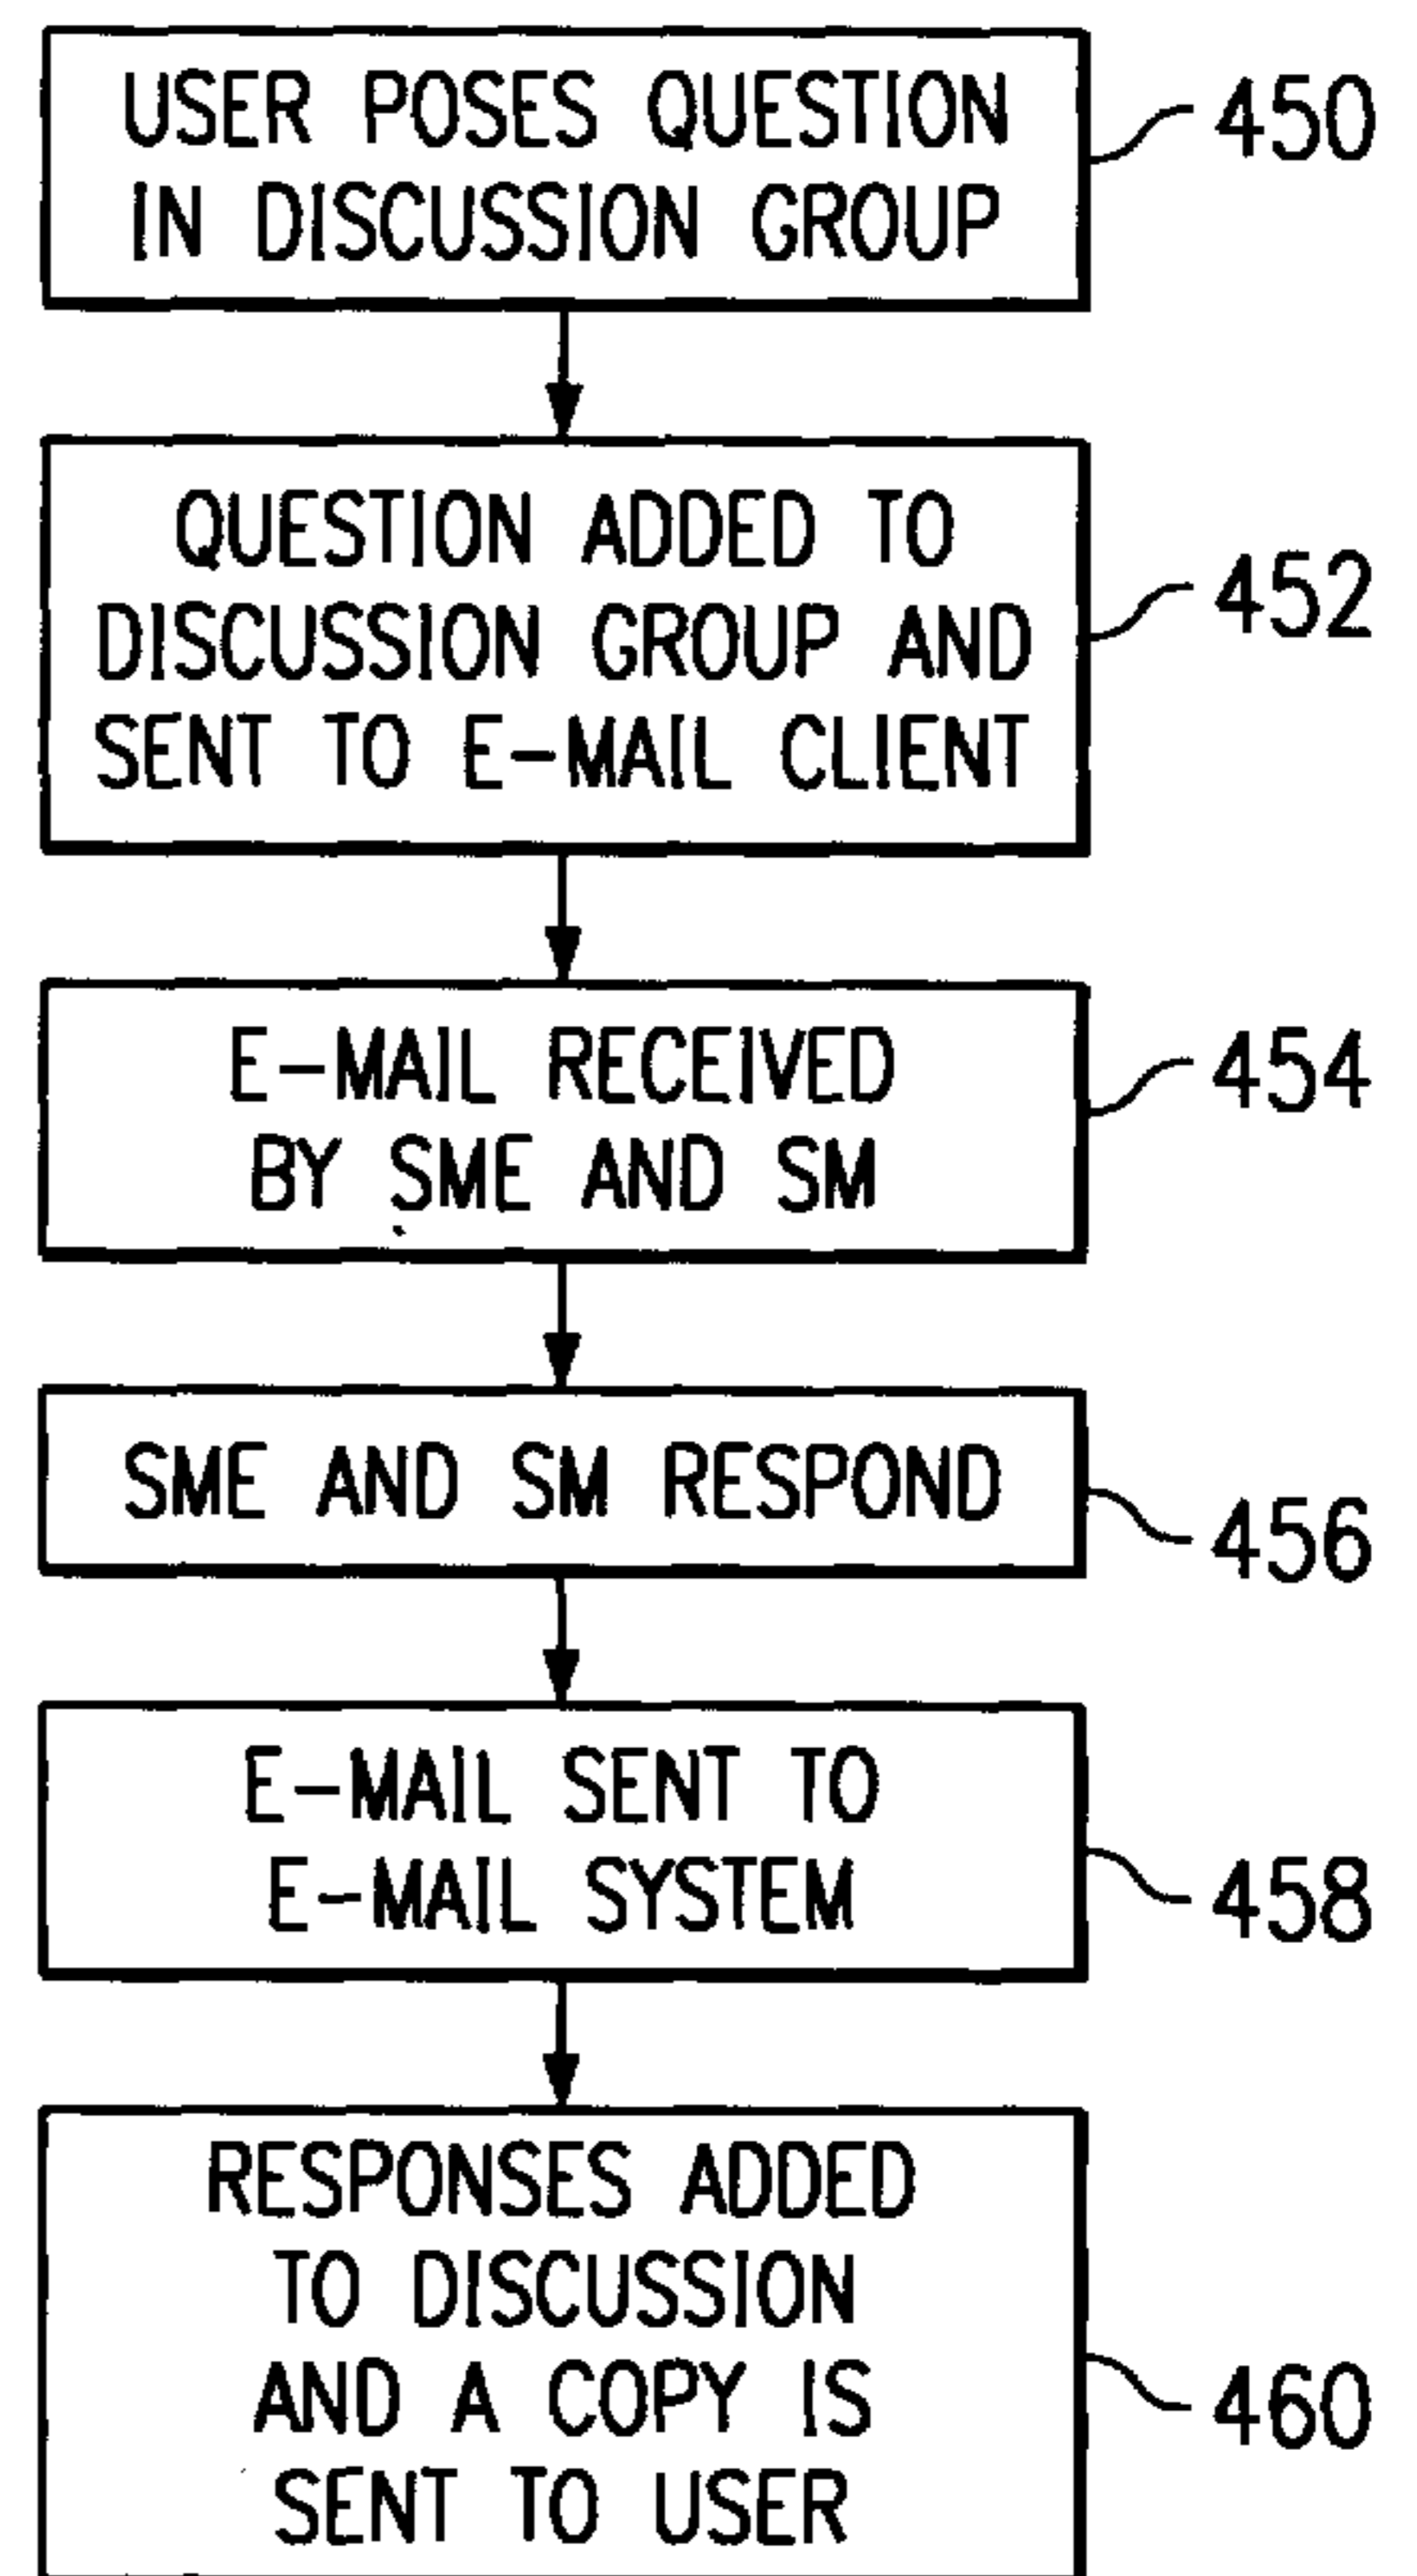 USER POSES QUESTION
IN DISCUSSION GROUP
450
QUESTION ADDED TO
DISCUSSION GROUP AND
SENT TO E-MAIL CLIENT
452
E-MAIL RECEIVED
BY SME AND SM
454
SME AND SM RESPOND
456
E-MAIL SENT TO
E-MAIL SYSTEM
458
RESPONSES ADDED
TO DISCUSSION
AND A COPY IS
SENT TO USER
460